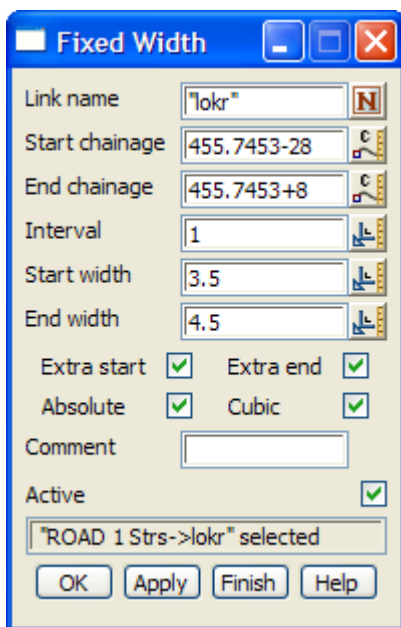 Fixed Width
Link name "lokr" N
Start chainage 455.7453-28 C
End chainage 455.7453+8 C
Interval 1
Start width 3.5
End width 4.5
Extra start Extra end
Absolute Cubic
Comment
Active
"ROAD 1 Strs->lokr" selected
OK Apply Finish Help